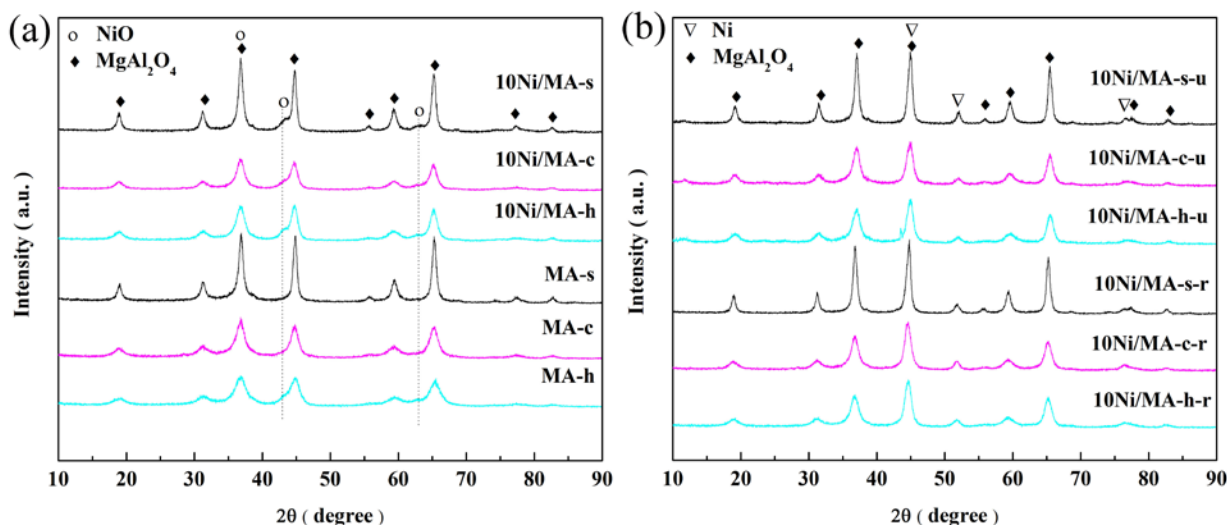 (a)
o NiO
♦ MgAl₂O₄
10Ni/MA-s
10Ni/MA-c
10Ni/MA-h
MA-s
MA-c
MA-h
Intensity ( a.u. )
10 20 30 40 50 60 70 80 90
2θ ( degree )
(b)
▽ Ni
♦ MgAl₂O₄
10Ni/MA-s-u
10Ni/MA-c-u
10Ni/MA-h-u
10Ni/MA-s-r
10Ni/MA-c-r
10Ni/MA-h-r
Intensity ( a.u. )
10 20 30 40 50 60 70 80 90
2θ ( degree )